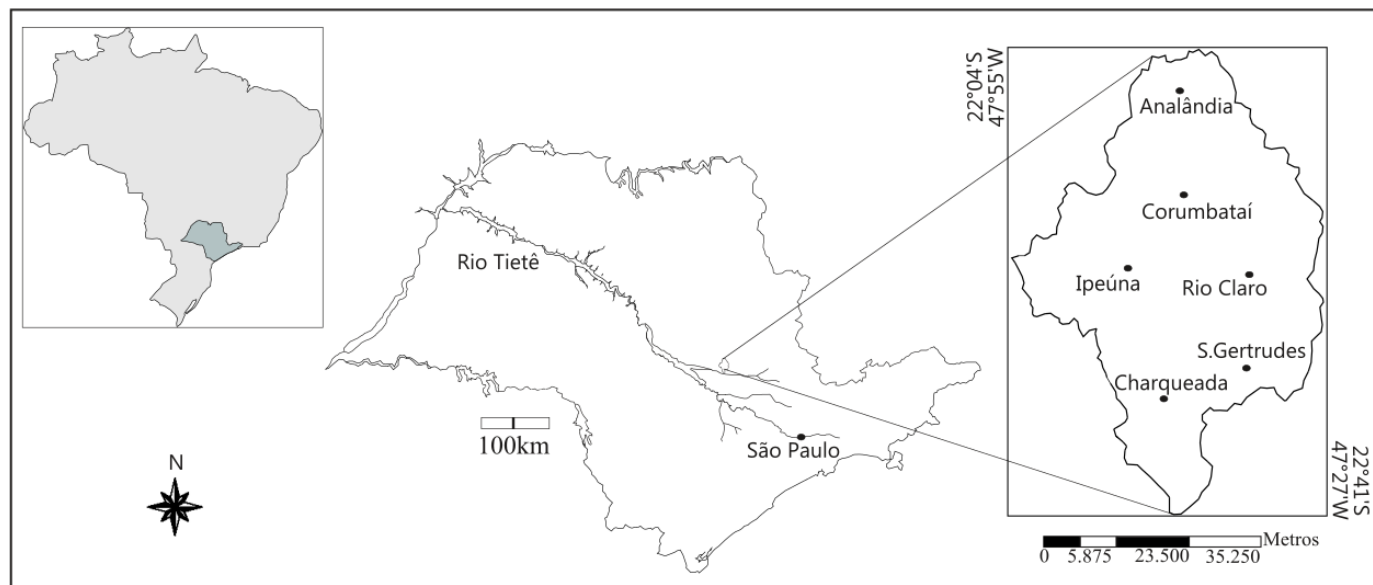 22°04'S
47°55'W
Analândia
Corumbataí
Rio Tietê
Ipeúna
Rio Claro
S.Gertrudes
Charqueada
100km
São Paulo
N
22°41'S
47°27'W
Metros
0 5.875 23.500 35.250